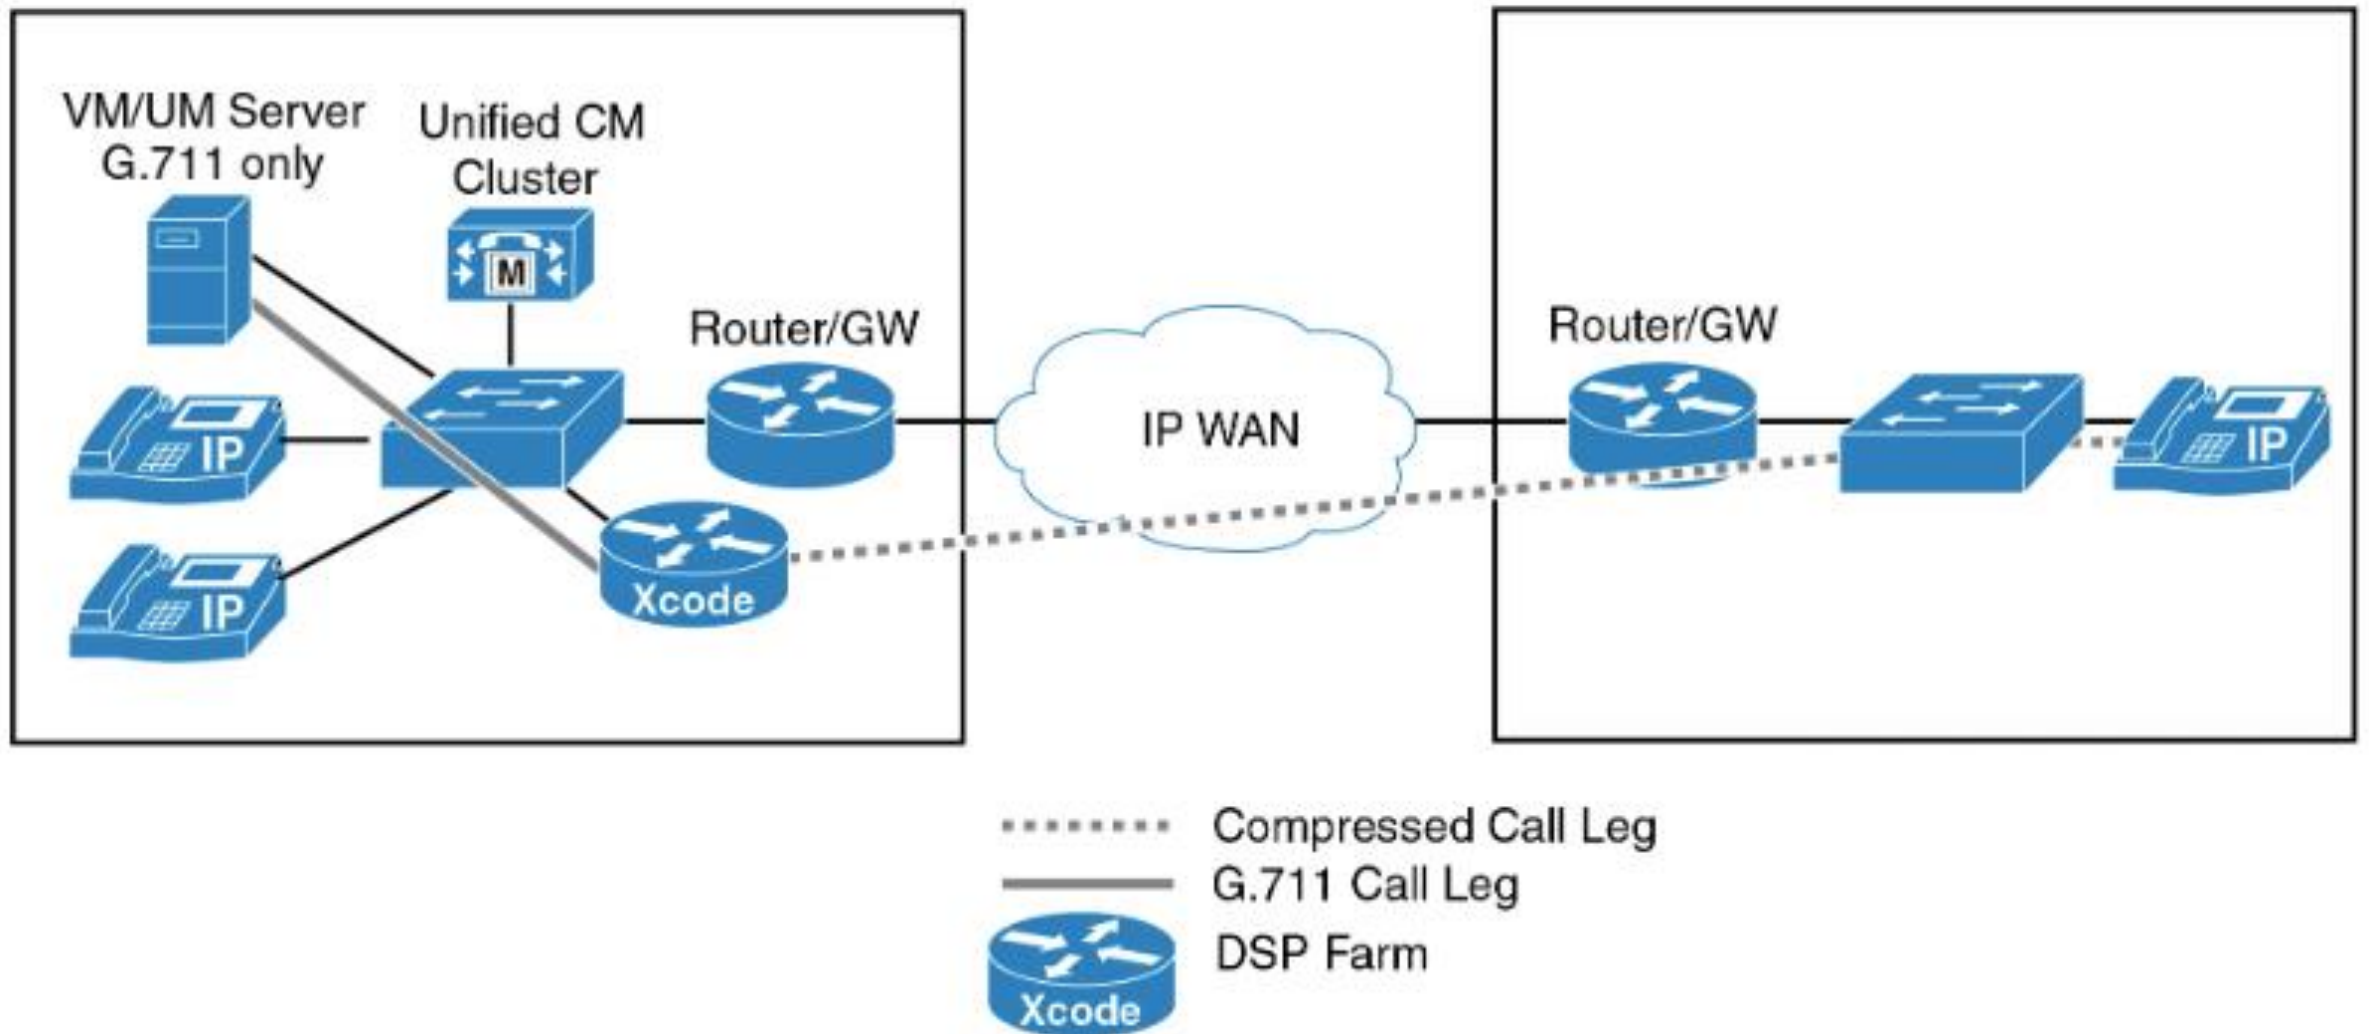 VM/UM Server
G.711 only
Unified CM
Cluster
M
Router/GW
IP
IP
Xcode
IP WAN
Router/GW
IP
Compressed Call Leg
G.711 Call Leg
DSP Farm
Xcode